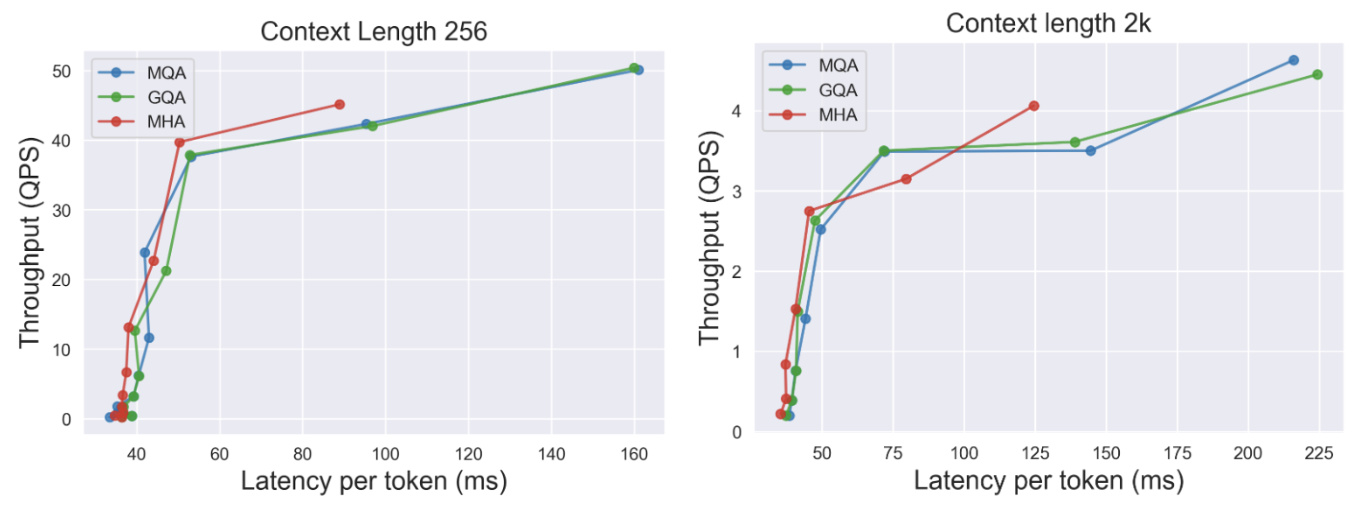 Context Length 256
MQA
GQA
MHA
50
40
30
20
10
0
Throughput (QPS)
40 60 80 100 120 140 160
Latency per token (ms)
Context length 2k
MQA
GQA
MHA
4
3
2
1
0
Throughput (QPS)
50 75 100 125 150 175 200 225
Latency per token (ms)